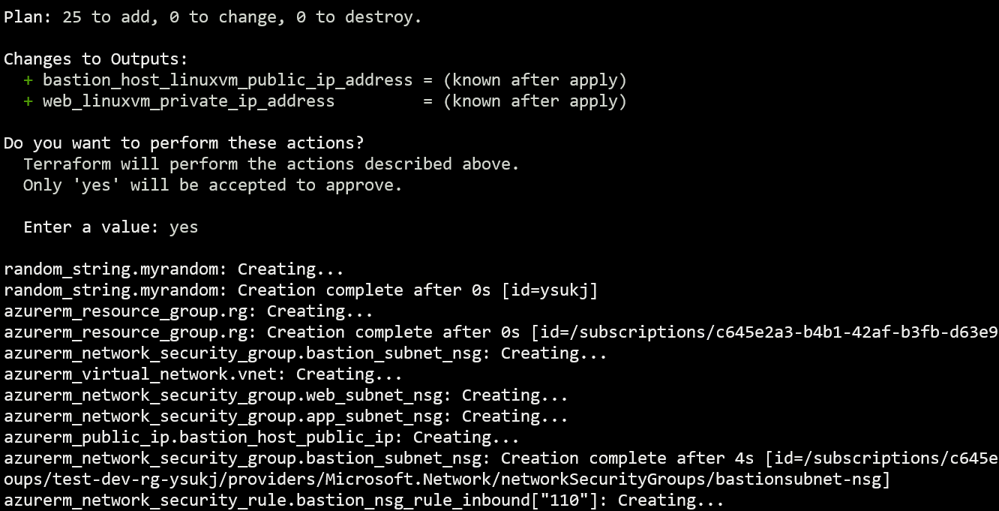 Plan: 25 to add, 0 to change, 0 to destroy.
Changes to Outputs:
+ bastion_host_linuxvm_public_ip_address = (known after apply)
+ web_linuxvm_private_ip_address = (known after apply)
Do you want to perform these actions?
Terraform will perform the actions described above.
Only 'yes' will be accepted to approve.
Enter a value: yes
random_string.myrandom: Creating...
random_string.myrandom: Creation complete after 0s [id=ysukj]
azurerm_resource_group.rg: Creating...
azurerm_resource_group.rg: Creation complete after 0s [id=/subscriptions/c645e2a3-b4b1-42af-b3fb-d63e9
azurerm_network_security_group.bastion_subnet_nsg: Creating...
azurerm_virtual_network.vnet: Creating...
azurerm_network_security_group.web_subnet_nsg: Creating...
azurerm_network_security_group.app_subnet_nsg: Creating...
azurerm_public_ip.bastion_host_public_ip: Creating...
azurerm_network_security_group.bastion_subnet_nsg: Creation complete after 4s [id=/subscriptions/c645e
oups/test-dev-rg-ysukj/providers/Microsoft.Network/networkSecurityGroups/bastionsubnet-nsg]
azurerm_network_security_rule.bastion_nsg_rule_inbound["110"]: Creating...